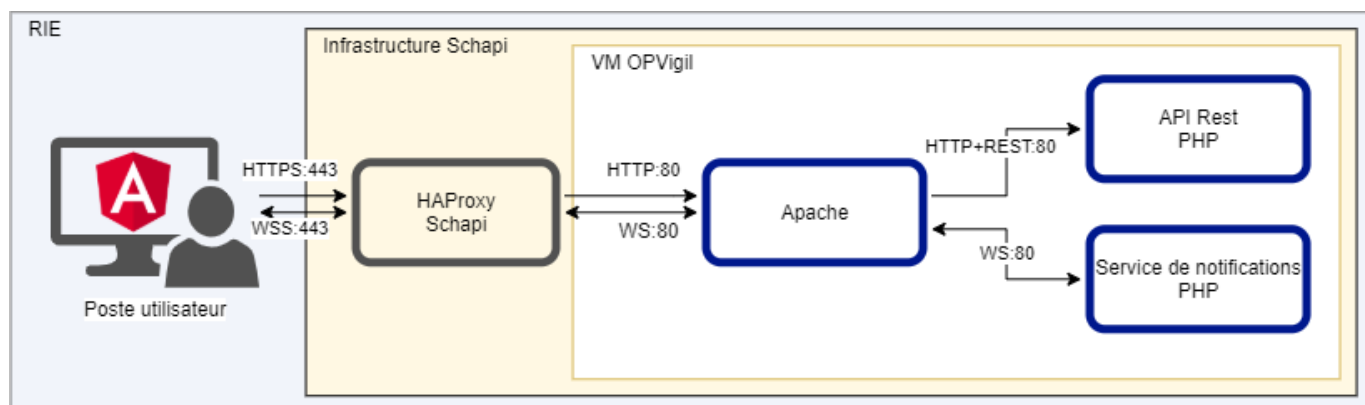 RIE
Infrastructure Schapi
VM OPVigil
A
Poste utilisateur
HTTPS:443
WSS:443
HAProxy
Schapi
HTTP:80
WS:80
Apache
HTTP+REST:80
API Rest
PHP
WS:80
Service de notifications
PHP